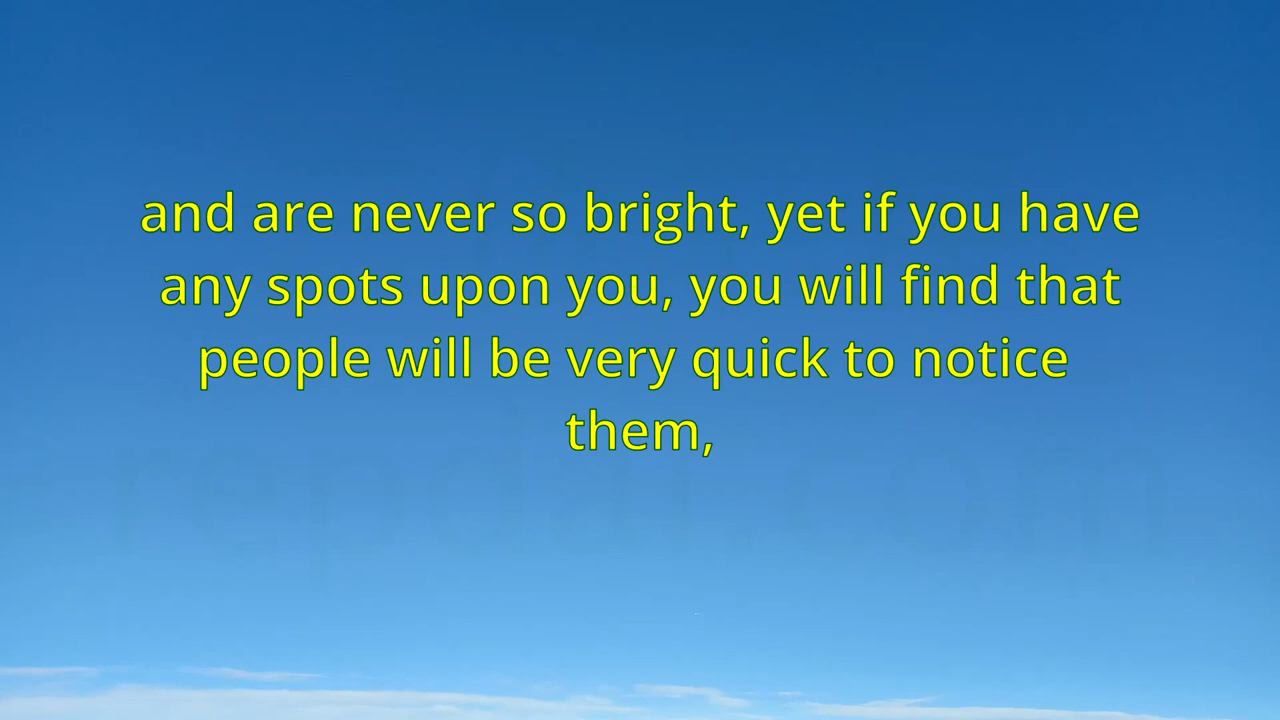 and are never so bright, yet if you have
any spots upon you, you will find that
people will be very quick to notice
them,